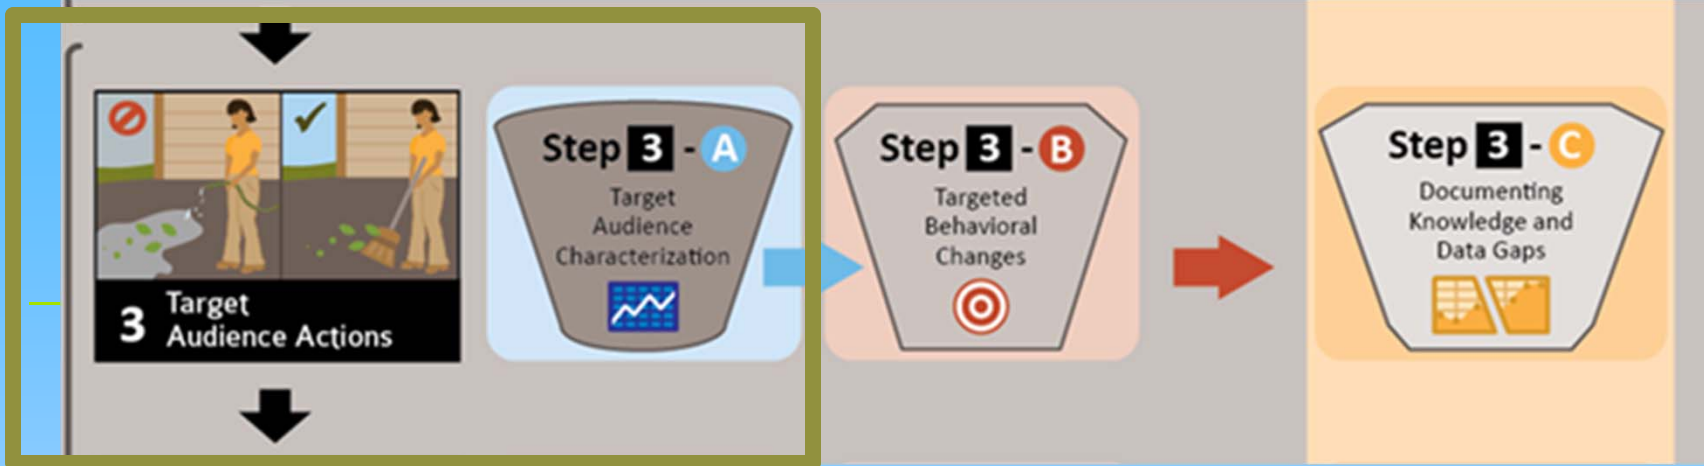 3 Target
Audience Actions
Step 3 - A
Target
Audience
Characterization
Step 3 - B
Targeted
Behavioral
Changes
Step 3 - C
Documenting
Knowledge and
Data Gaps